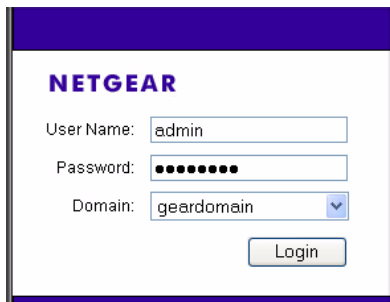 NETGEAR
User Name: admin
Password: ••••••••
Domain: geardomain
Login